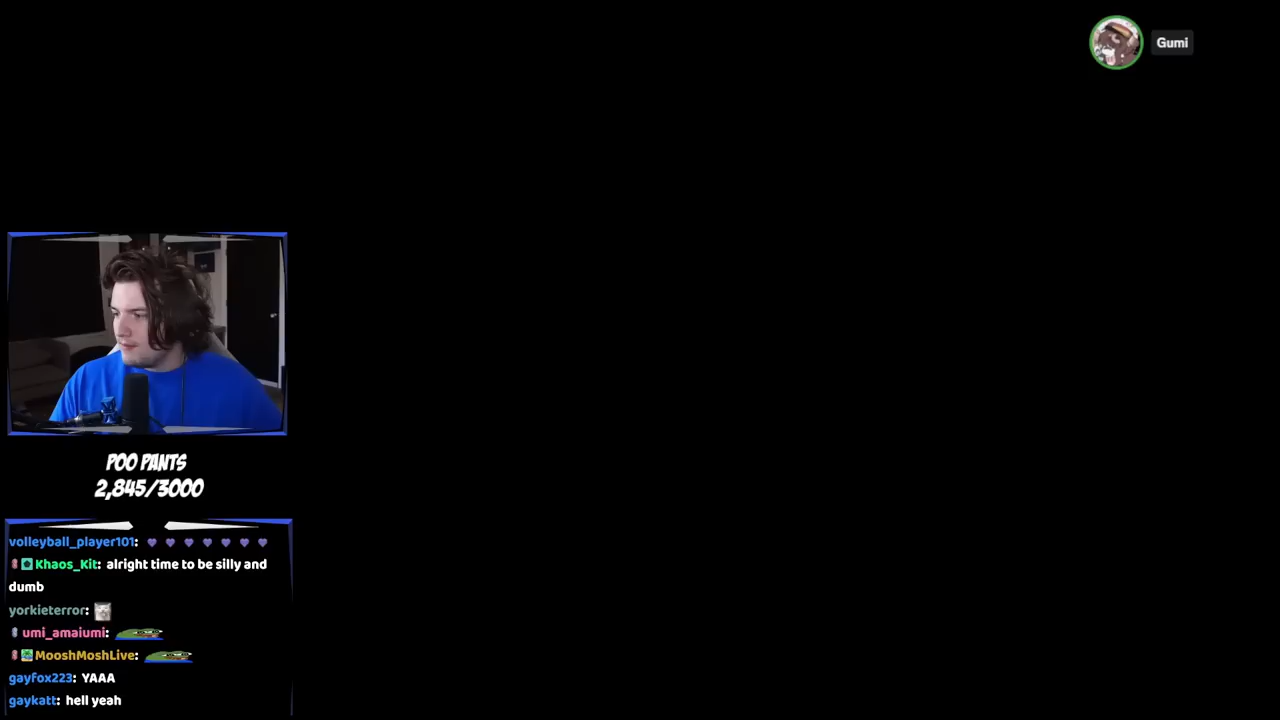 Gumi
POO PANTS
2,845/3000
volleyball_player101:
Khaos_Kit: alright time to be silly and
dumb
yorkieterror:
umi_amaiumi:
MooshMoshLive:
gayfox223: YAAA
gaykatt: hell yeah